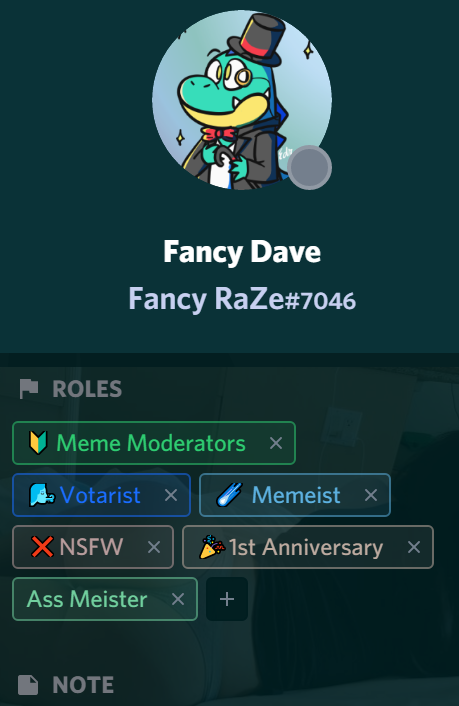 Fancy Dave
Fancy RaZe#7046
ROLES
Meme Moderators
Votarist
Memeist
NSFW
1st Anniversary
Ass Meister
NOTE